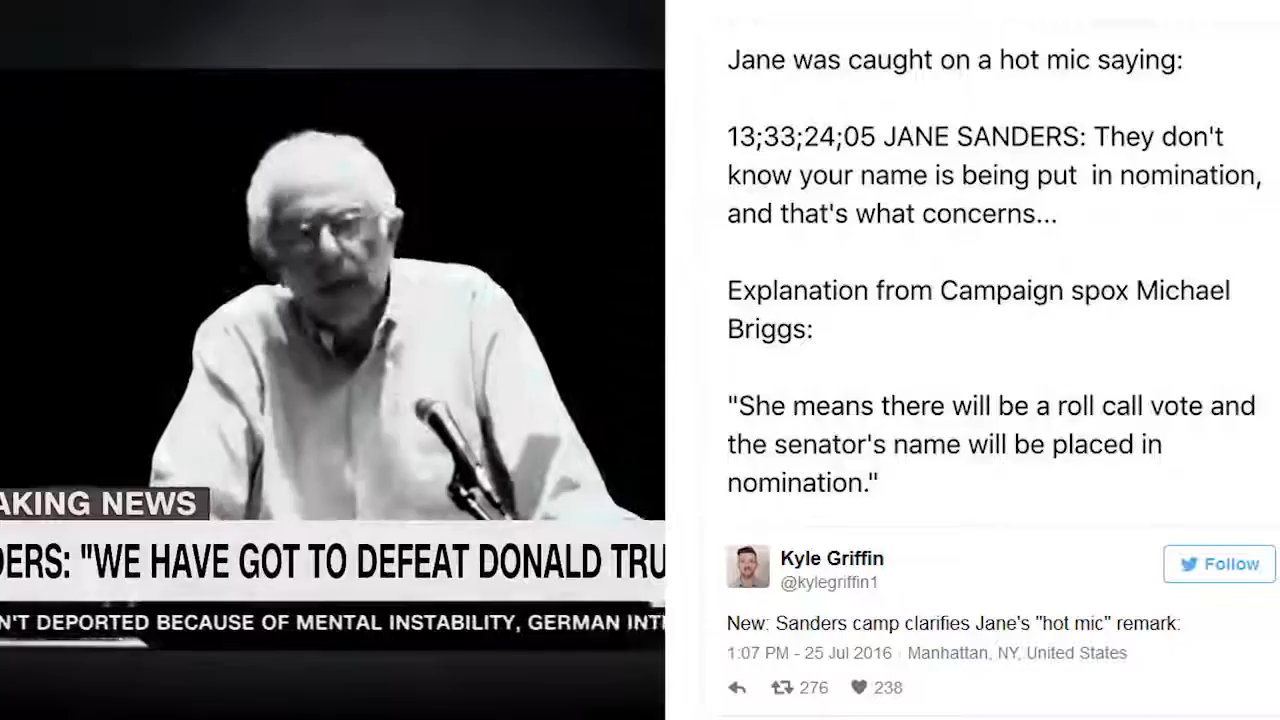 Jane was caught on a hot mic saying:
13;33;24;05 JANE SANDERS: They don't
know your name is being put in nomination,
and that's what concerns...
Explanation from Campaign spox Michael
Briggs:
"She means there will be a roll call vote and
the senator's name will be placed in
nomination."
AKING NEWS
DERS: "WE HAVE GOT TO DEFEAT DONALD TRU
N'T DEPORTED BECAUSE OF MENTAL INSTABILITY, GERMAN INT
Kyle Griffin
@kylegriffin1
Follow
New: Sanders camp clarifies Jane's "hot mic" remark:
1:07 PM - 25 Jul 2016 · Manhattan, NY, United States
276
238